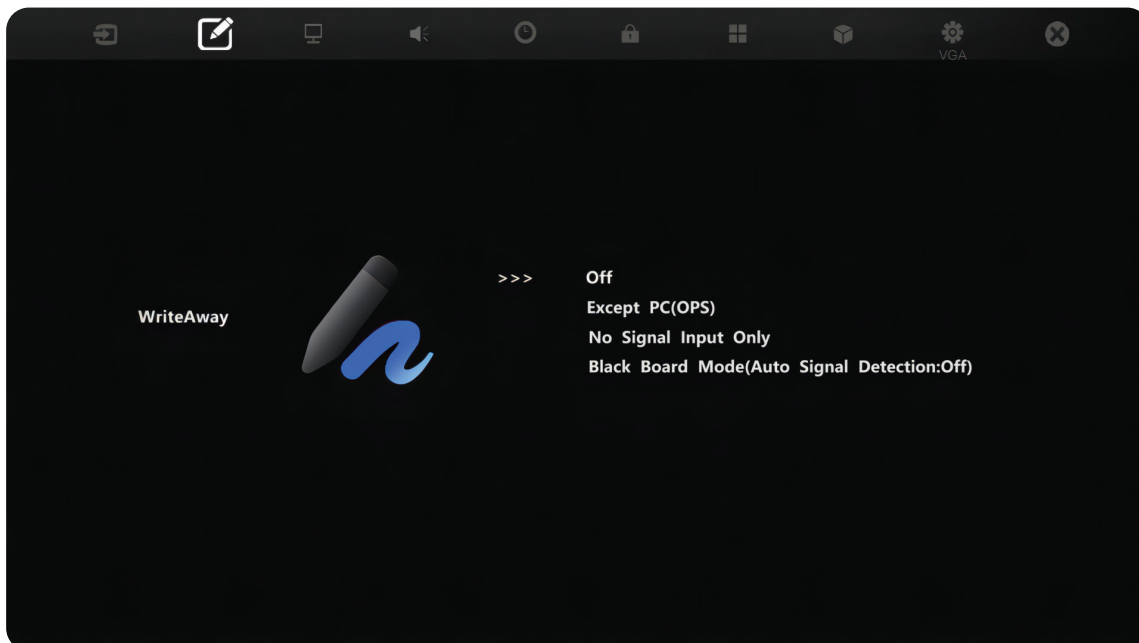 VGA
WriteAway
>>> Off
Except PC(OPS)
No Signal Input Only
Black Board Mode(Auto Signal Detection:Off)